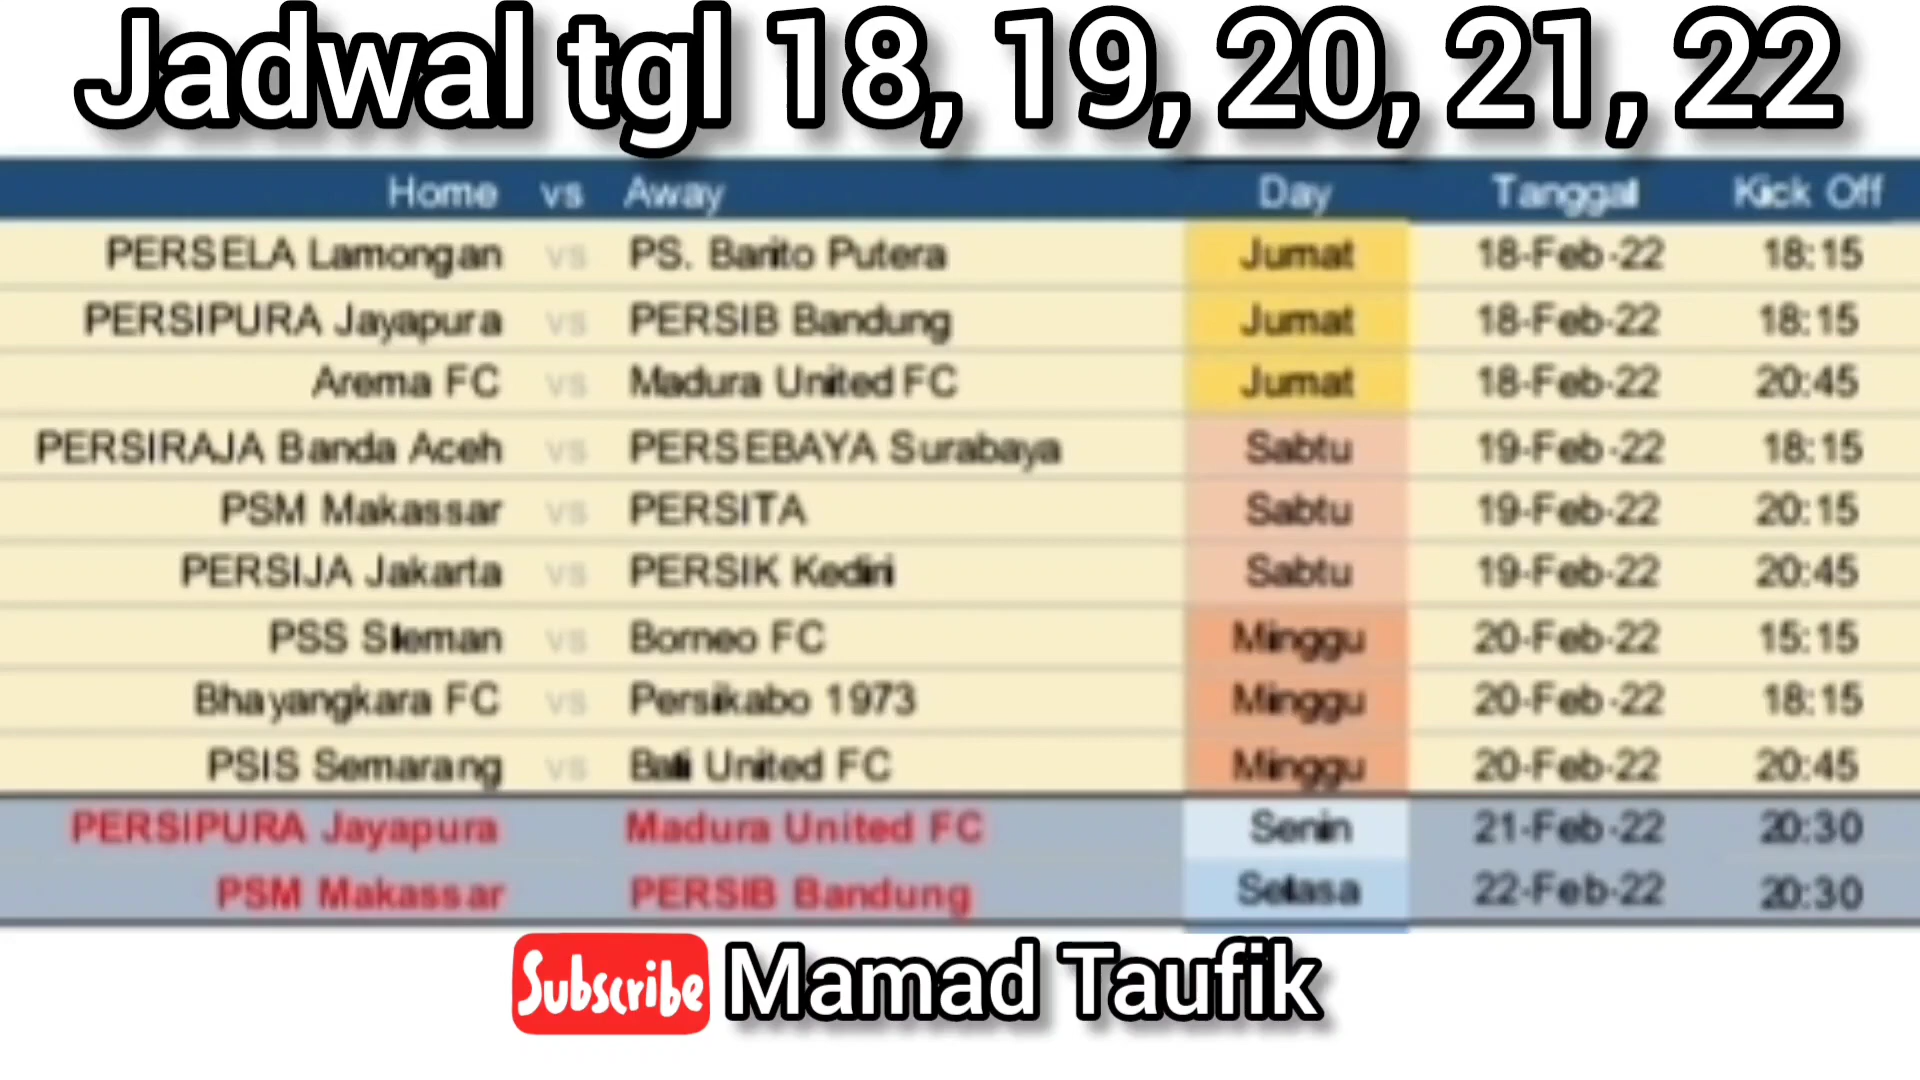 Jadwal tgl 18, 19, 20, 21, 22
Home vs Away Day Tanggal Kick Off
PERSELA Lamongan vs PS. Barito Putera Jumat 18-Feb-22 18:15
PERSIPURA Jayapura vs PERSIB Bandung Jumat 18-Feb-22 18:15
Arema FC vs Madura United FC Jumat 18-Feb-22 20:45
PERSIRAJA Banda Aceh vs PERSEBAYA Surabaya Sabtu 19-Feb-22 18:15
PSM Makassar vs PERSITA Sabtu 19-Feb-22 20:15
PERSIJA Jakarta vs PERSIK Kediri Sabtu 19-Feb-22 20:45
PSS Sleman vs Borneo FC Minggu 20-Feb-22 15:15
Bhayangkara FC vs Persikabo 1973 Minggu 20-Feb-22 18:15
PSIS Semarang vs Bali United FC Minggu 20-Feb-22 20:45
PERSIPURA Jayapura Madura United FC Senin 21-Feb-22 20:30
PSM Makassar PERSIB Bandung Selasa 22-Feb-22 20:30
Subscribe Mamad Taufik